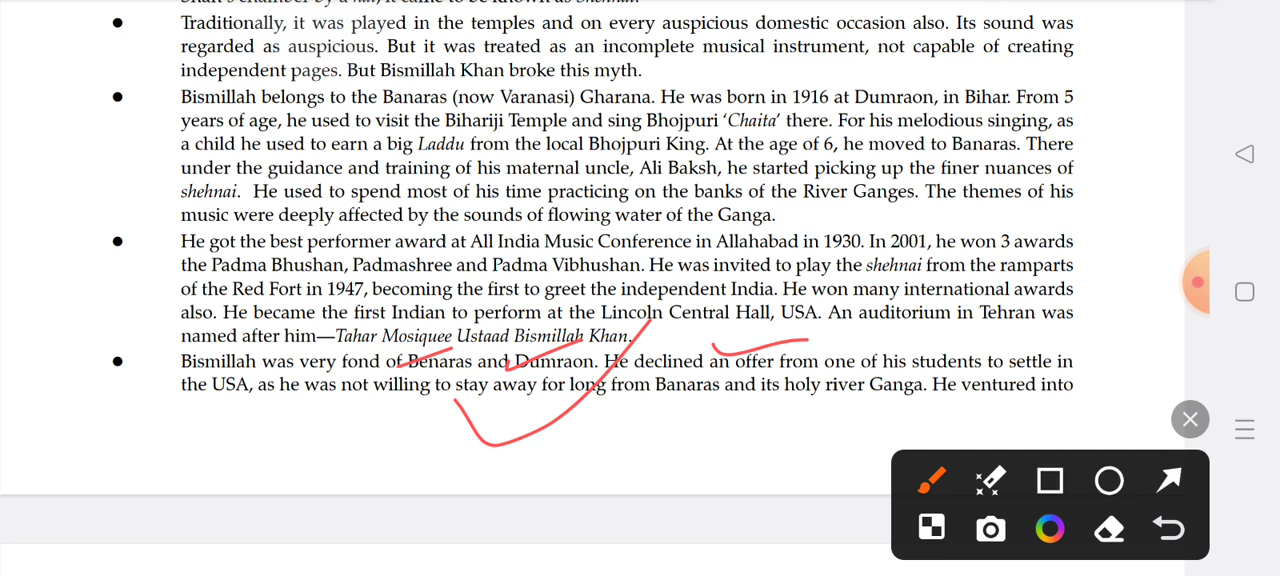 Traditionally, it was played in the temples and on every auspicious domestic occasion also. Its sound was
regarded as auspicious. But it was treated as an incomplete musical instrument, not capable of creating
independent pages. But Bismillah Khan broke this myth.
Bismillah belongs to the Banaras (now Varanasi) Gharana. He was born in 1916 at Dumraon, in Bihar. From 5
years of age, he used to visit the Bihariji Temple and sing Bhojpuri ‘Chaita’ there. For his melodious singing, as
a child he used to earn a big Laddu from the local Bhojpuri King. At the age of 6, he moved to Banaras. There
under the guidance and training of his maternal uncle, Ali Baksh, he started picking up the finer nuances of
shehnai. He used to spend most of his time practicing on the banks of the River Ganges. The themes of his
music were deeply affected by the sounds of flowing water of the Ganga.
He got the best performer award at All India Music Conference in Allahabad in 1930. In 2001, he won 3 awards
the Padma Bhushan, Padmashree and Padma Vibhushan. He was invited to play the shehnai from the ramparts
of the Red Fort in 1947, becoming the first to greet the independent India. He won many international awards
also. He became the first Indian to perform at the Lincoln Central Hall, USA. An auditorium in Tehran was
named after him—Tahar Mosiquee Ustaad Bismillah Khan.
Bismillah was very fond of Benaras and Dumraon. He declined an offer from one of his students to settle in
the USA, as he was not willing to stay away for long from Banaras and its holy river Ganga. He ventured into